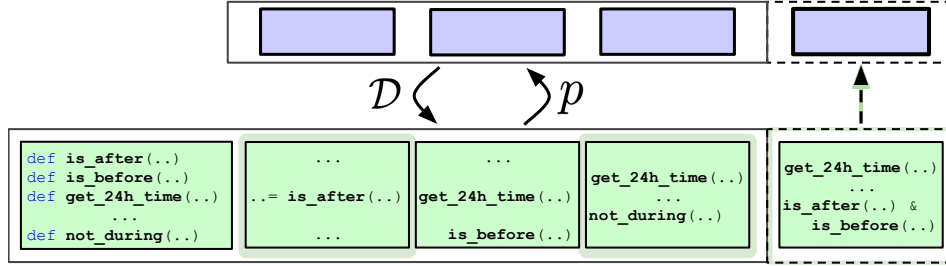 𝒟
p
def is_after(..)
def is_before(..)
def get_24h_time(..)
...
def not_during(..)
...
..= is_after(..)
...
...
get_24h_time(..)
is_before(..)
get_24h_time(..)
...
not_during(..)
get_24h_time(..)
...
is_after(..) &
is_before(..)